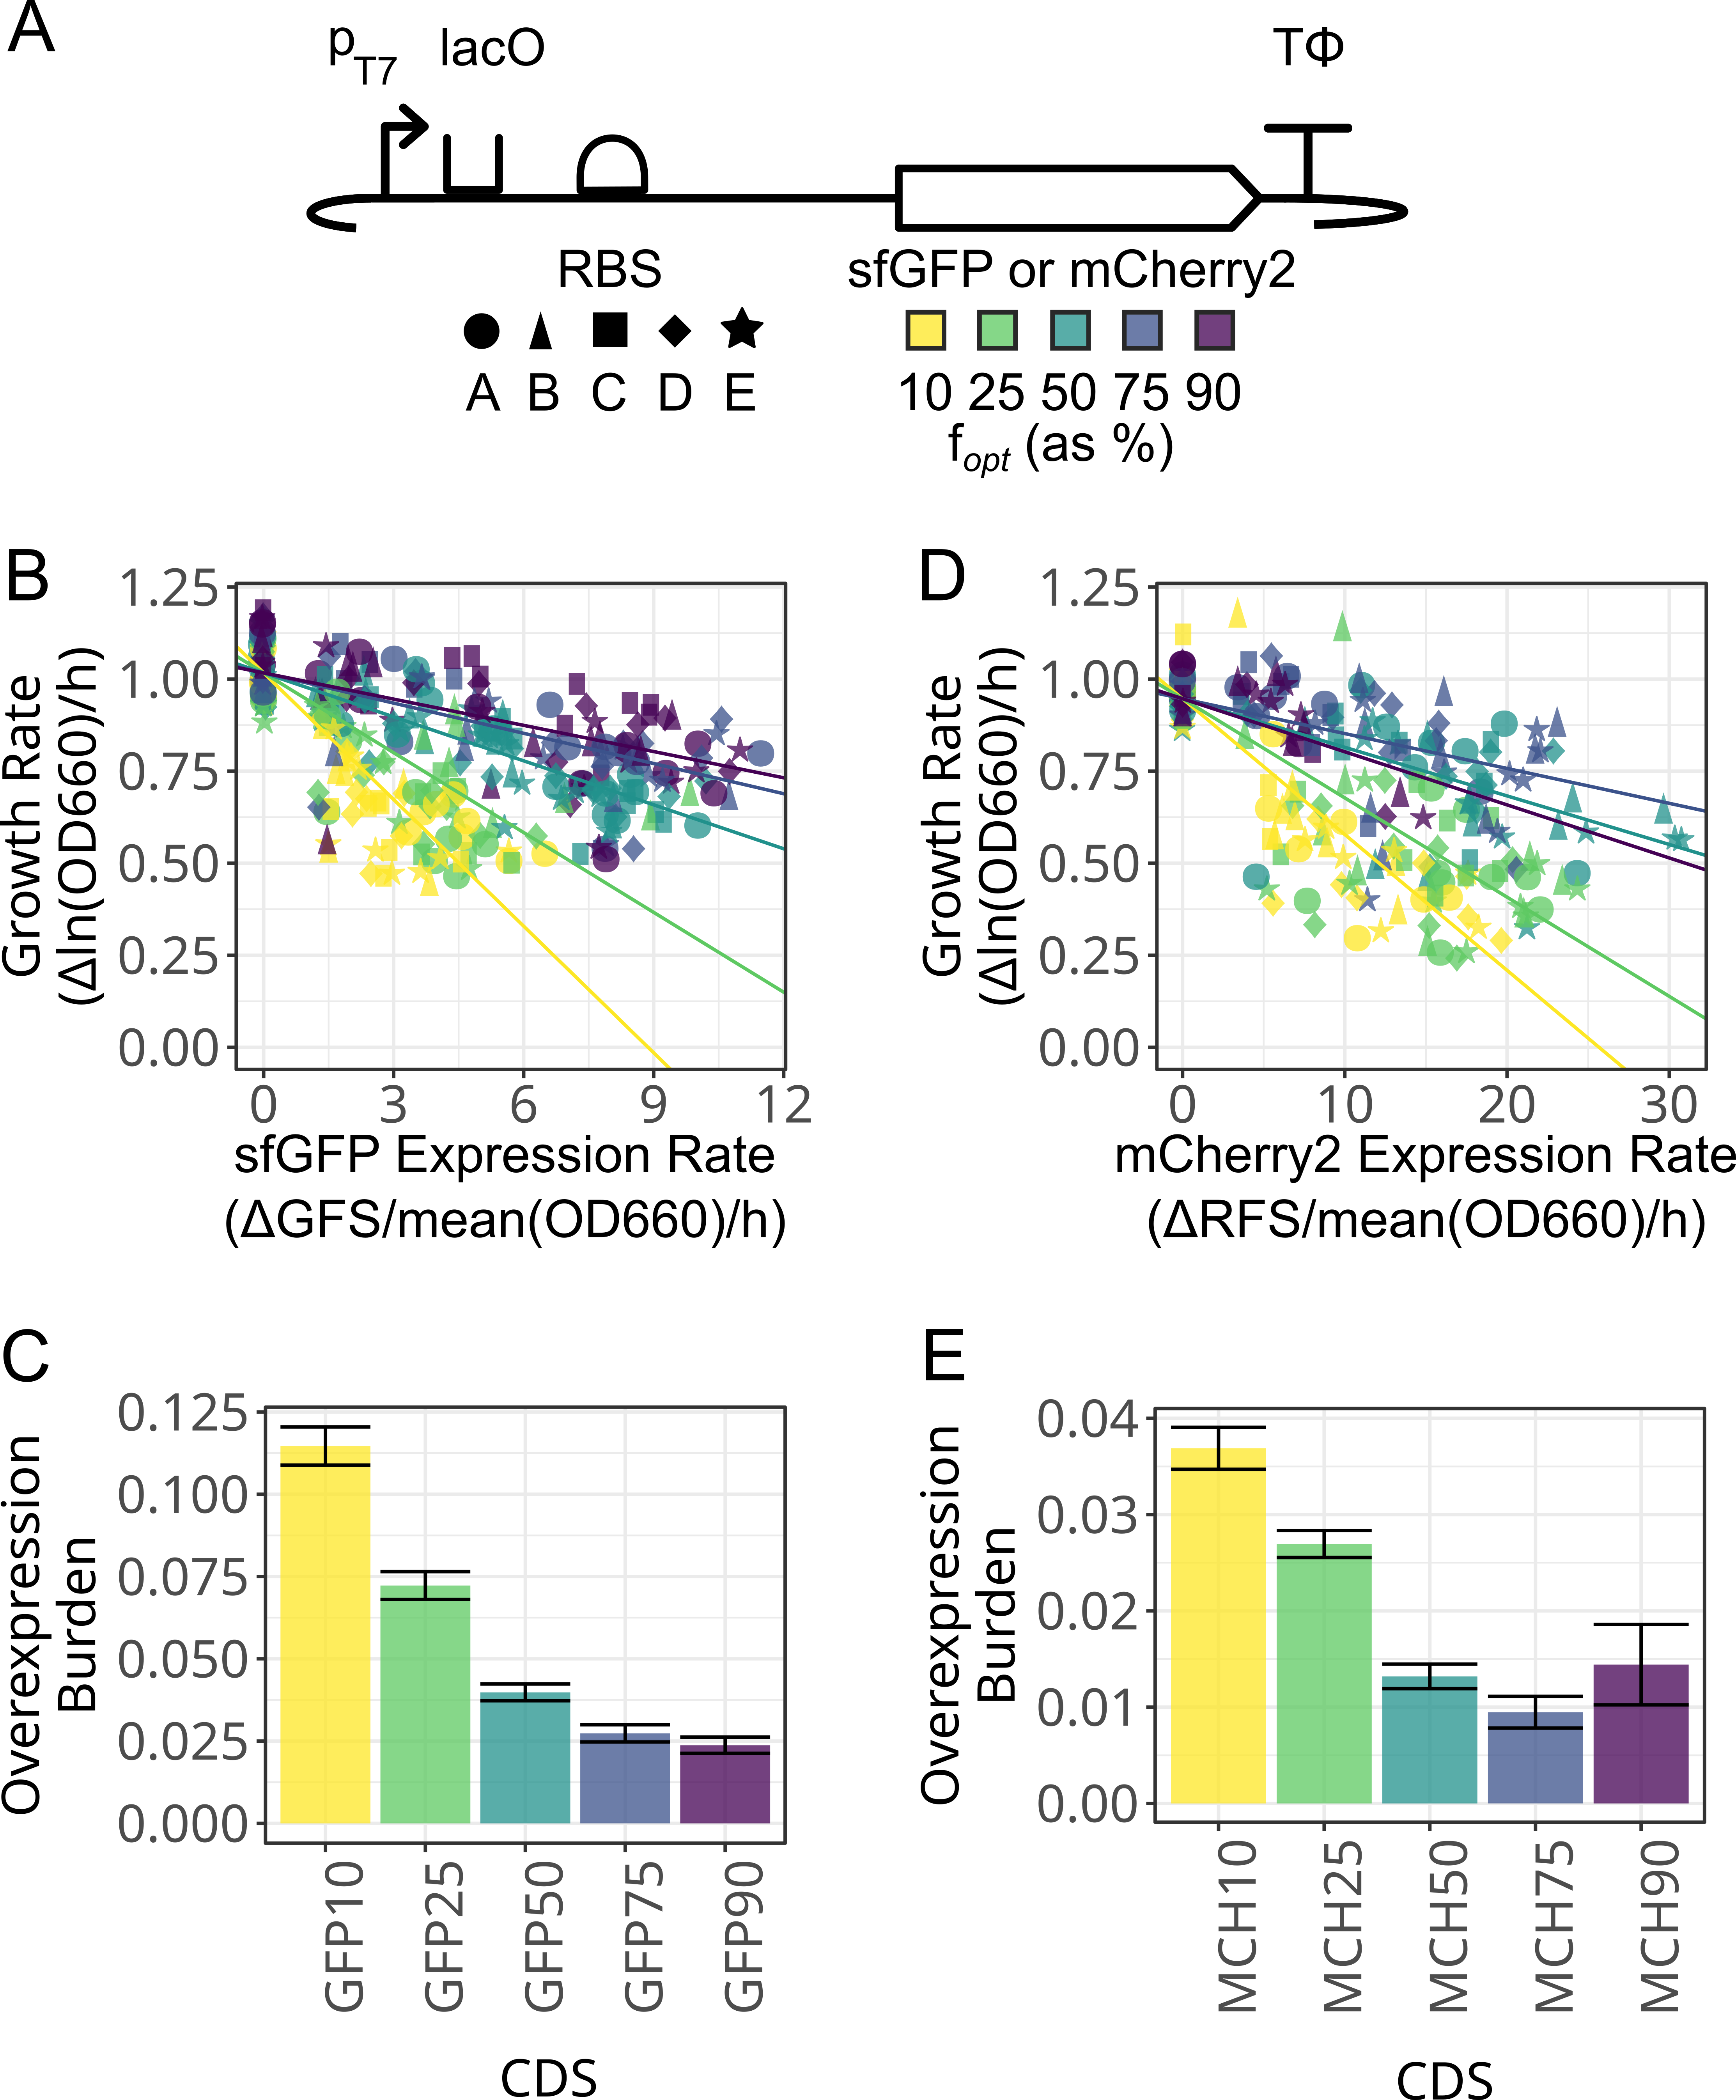 A
pT7 lacO TΦ
RBS sfGFP or mCherry2
A B C D E 10 25 50 75 90
fopt (as %)
B
Growth Rate
(Δln(OD660)/h)
1.25
1.00
0.75
0.50
0.25
0.00
0 3 6 9 12
sfGFP Expression Rate
(ΔGFS/mean(OD660)/h)
D
Growth Rate
(Δln(OD660)/h)
1.25
1.00
0.75
0.50
0.25
0.00
0 10 20 30
mCherry2 Expression Rate
(ΔRFS/mean(OD660)/h)
C
Overexpression
Burden
0.125
0.100
0.075
0.050
0.025
0.000
GFP10
GFP25
GFP50
GFP75
GFP90
CDS
E
Overexpression
Burden
0.04
0.03
0.02
0.01
0.00
MCH10
MCH25
MCH50
MCH75
MCH90
CDS